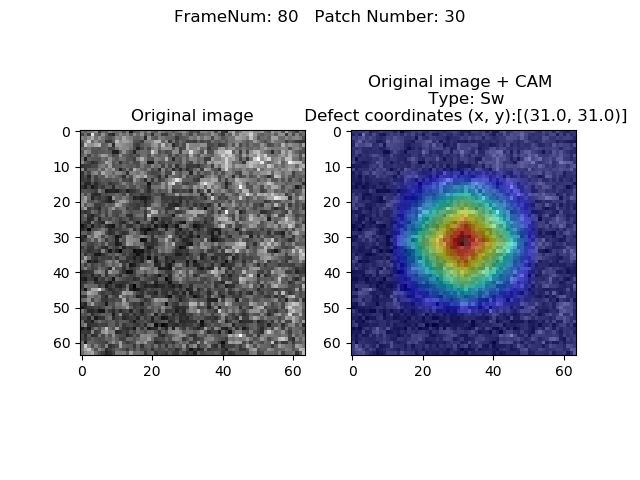 FrameNum: 80   Patch Number: 30
Original image
Original image + CAM
Type: Sw
Defect coordinates (x, y):[(31.0, 31.0)]
0
10
20
30
40
50
60
0 20 40 60
0
10
20
30
40
50
60
0 20 40 60